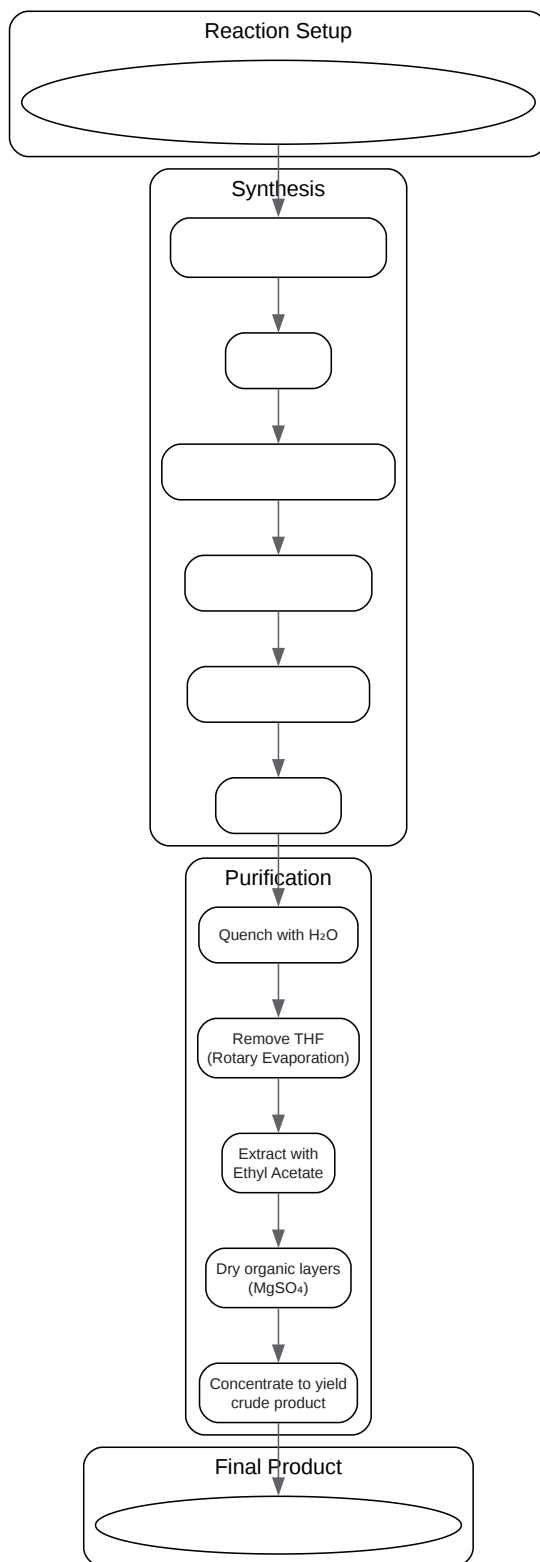 Reaction Setup
Synthesis
Purification
Quench with H₂O
Remove THF
(Rotary Evaporation)
Extract with
Ethyl Acetate
Dry organic layers
(MgSO₄)
Concentrate to yield
crude product
Final Product